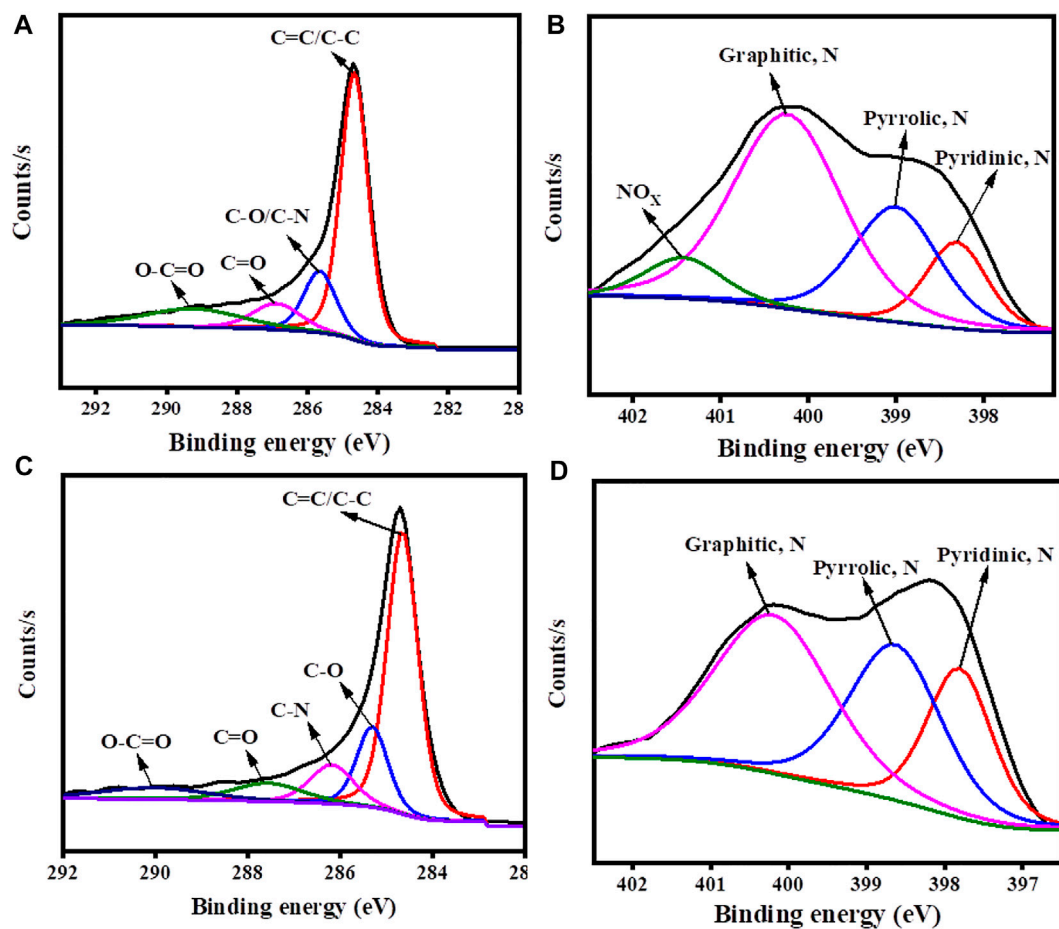 A
C=C/C-C
C-O/C-N
C=O
O-C=O
Counts/s
292 290 288 286 284 282 28
Binding energy (eV)
B
Graphitic, N
Pyrrolic, N
Pyridinic, N
NOX
Counts/s
402 401 400 399 398
Binding energy (eV)
C
C=C/C-C
C-O
C-N
C=O
O-C=O
Counts/s
292 290 288 286 284 28
Binding energy (eV)
D
Graphitic, N
Pyrrolic, N
Pyridinic, N
Counts/s
402 401 400 399 398 397
Binding energy (eV)